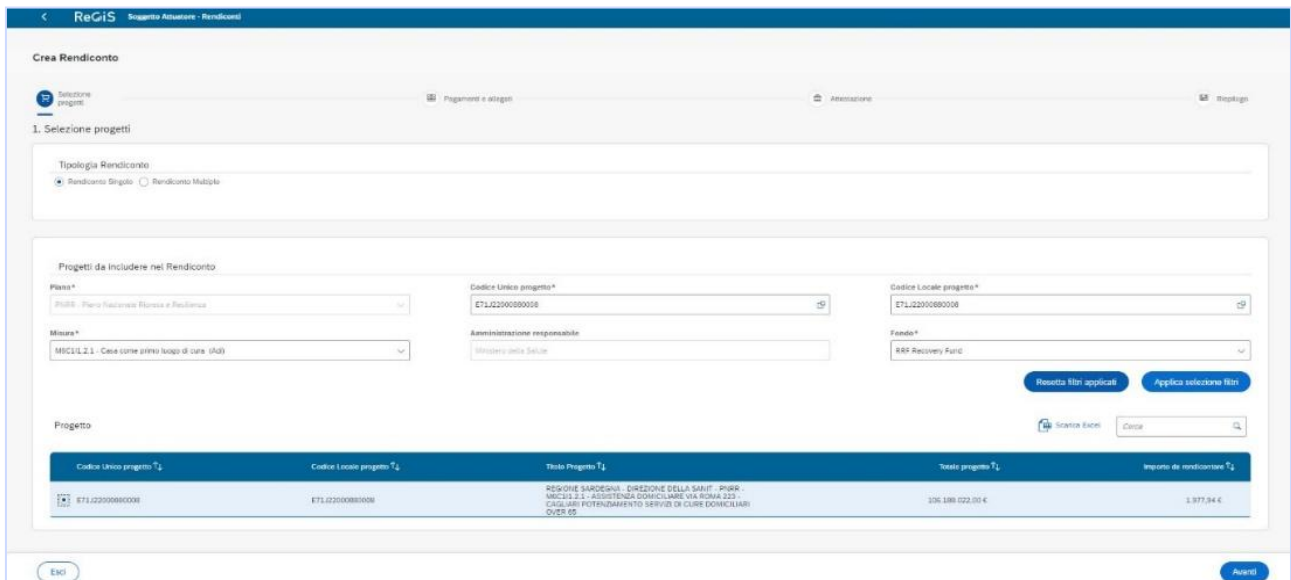 ReGiS Soggetto Attuatore - Rendiconti
Crea Rendiconto
Selezione
progetti
Pagamenti e allegati
Attestazione
Riepilogo
1. Selezione progetti
Tipologia Rendiconto
Rendiconto Singolo Rendiconto Multiplo
Progetti da includere nel Rendiconto
Piano*
Codice Unico progetto*
Codice Locale progetto*
PNRR - Piano Nazionale Ripresa e Resilienza
E71J22000880008
E71J22000880008
Misura*
Amministrazione responsabile
Fondo*
M6C1I1.2.1 - Casa come primo luogo di cura (Adi)
Ministero della Salute
RRF Recovery Fund
Resetta filtri applicati
Applica selezione filtri
Progetto
Scarica Excel
Cerca
Codice Unico progetto
Codice Locale progetto
Titolo Progetto
Totale progetto
Importo da rendicontare
E71J22000880008
E71J22000880008
REGIONE SARDEGNA - DIREZIONE DELLA SANIT - PNRR -
M6C1I1.2.1 - ASSISTENZA DOMICILIARE VIA ROMA 223 -
CAGLIARI POTENZIAMENTO SERVIZI DI CURE DOMICILIARI
OVER 65
106.188.022,00 €
1.977,94 €
Esci
Avanti